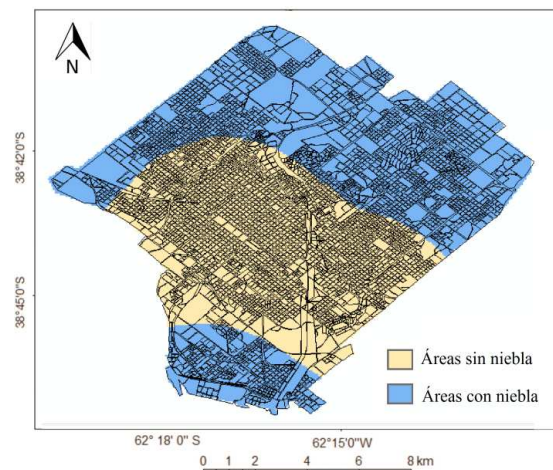 N
38°42'0"S
38°45'0"S
Áreas sin niebla
Áreas con niebla
62° 18' 0'' S
62°15'0"W
0 1 2 4 6 8 km